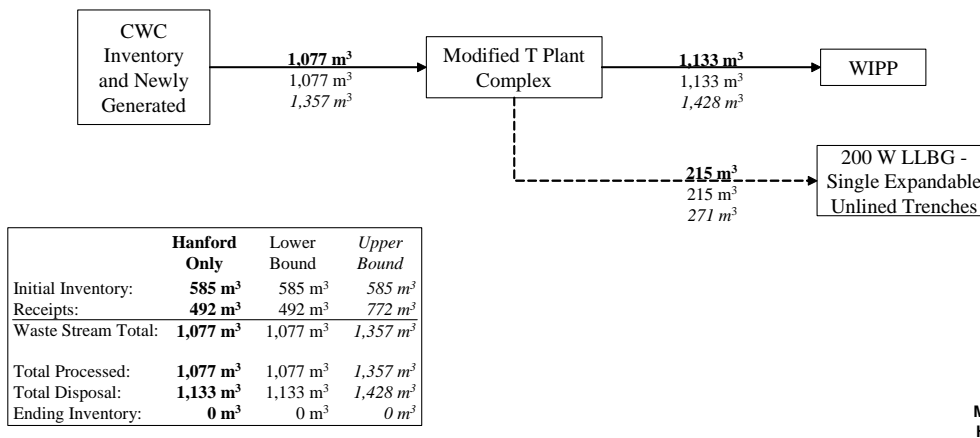 CWC
Inventory
and Newly
Generated
1,077 m³
1,077 m³
1,357 m³
Modified T Plant
Complex
1,133 m³
1,133 m³
1,428 m³
WIPP
215 m³
215 m³
271 m³
200 W LLBG -
Single Expandable
Unlined Trenches
Hanford Only Lower Bound Upper Bound
Initial Inventory: 585 m³ 585 m³ 585 m³
Receipts: 492 m³ 492 m³ 772 m³
Waste Stream Total: 1,077 m³ 1,077 m³ 1,357 m³
Total Processed: 1,077 m³ 1,077 m³ 1,357 m³
Total Disposal: 1,133 m³ 1,133 m³ 1,428 m³
Ending Inventory: 0 m³ 0 m³ 0 m³